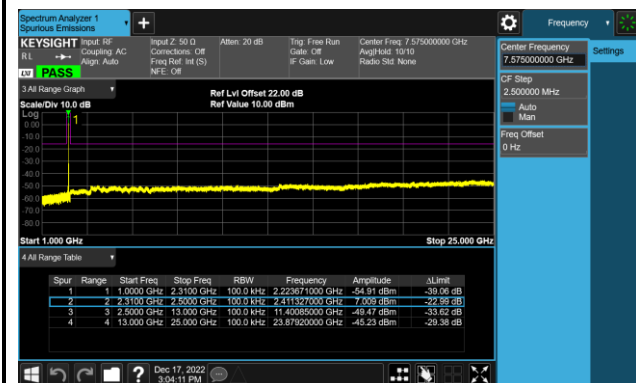 Spectrum Analyzer 1
Spurious Emissions
Frequency
KEYSIGHT
RL
Input: RF
Coupling: AC
Align: Auto
Input Z: 50 Ω
Corrections: Off
Freq Ref: Int (S)
NFE: Off
Atten: 20 dB
Trig: Free Run
Gate: Off
IF Gain: Low
Center Freq: 7.575000000 GHz
Avg|Hold: 10/10
Radio Std: None
LXI PASS
3 All Range Graph
Scale/Div 10.0 dB
Ref Lvl Offset 22.00 dB
Ref Value 10.00 dBm
Log
0.00
-10.0
-20.0
-30.0
-40.0
-50.0
-60.0
-70.0
-80.0
1
Start 1.000 GHz
Stop 25.000 GHz
4 All Range Table
Spur Range Start Freq Stop Freq RBW Frequency Amplitude ΔLimit
1 1 1.0000 GHz 2.3100 GHz 100.0 kHz 2.223671000 GHz -54.91 dBm -39.06 dB
2 2 2.3100 GHz 2.5000 GHz 100.0 kHz 2.411327000 GHz 7.009 dBm -22.99 dB
3 3 2.5000 GHz 13.000 GHz 100.0 kHz 11.40085000 GHz -49.47 dBm -33.62 dB
4 4 13.000 GHz 25.000 GHz 100.0 kHz 23.87920000 GHz -45.23 dBm -29.38 dB
Center Frequency
7.575000000 GHz
Settings
CF Step
2.500000 MHz
Auto
Man
Freq Offset
0 Hz
?
Dec 17, 2022
3:04:11 PM